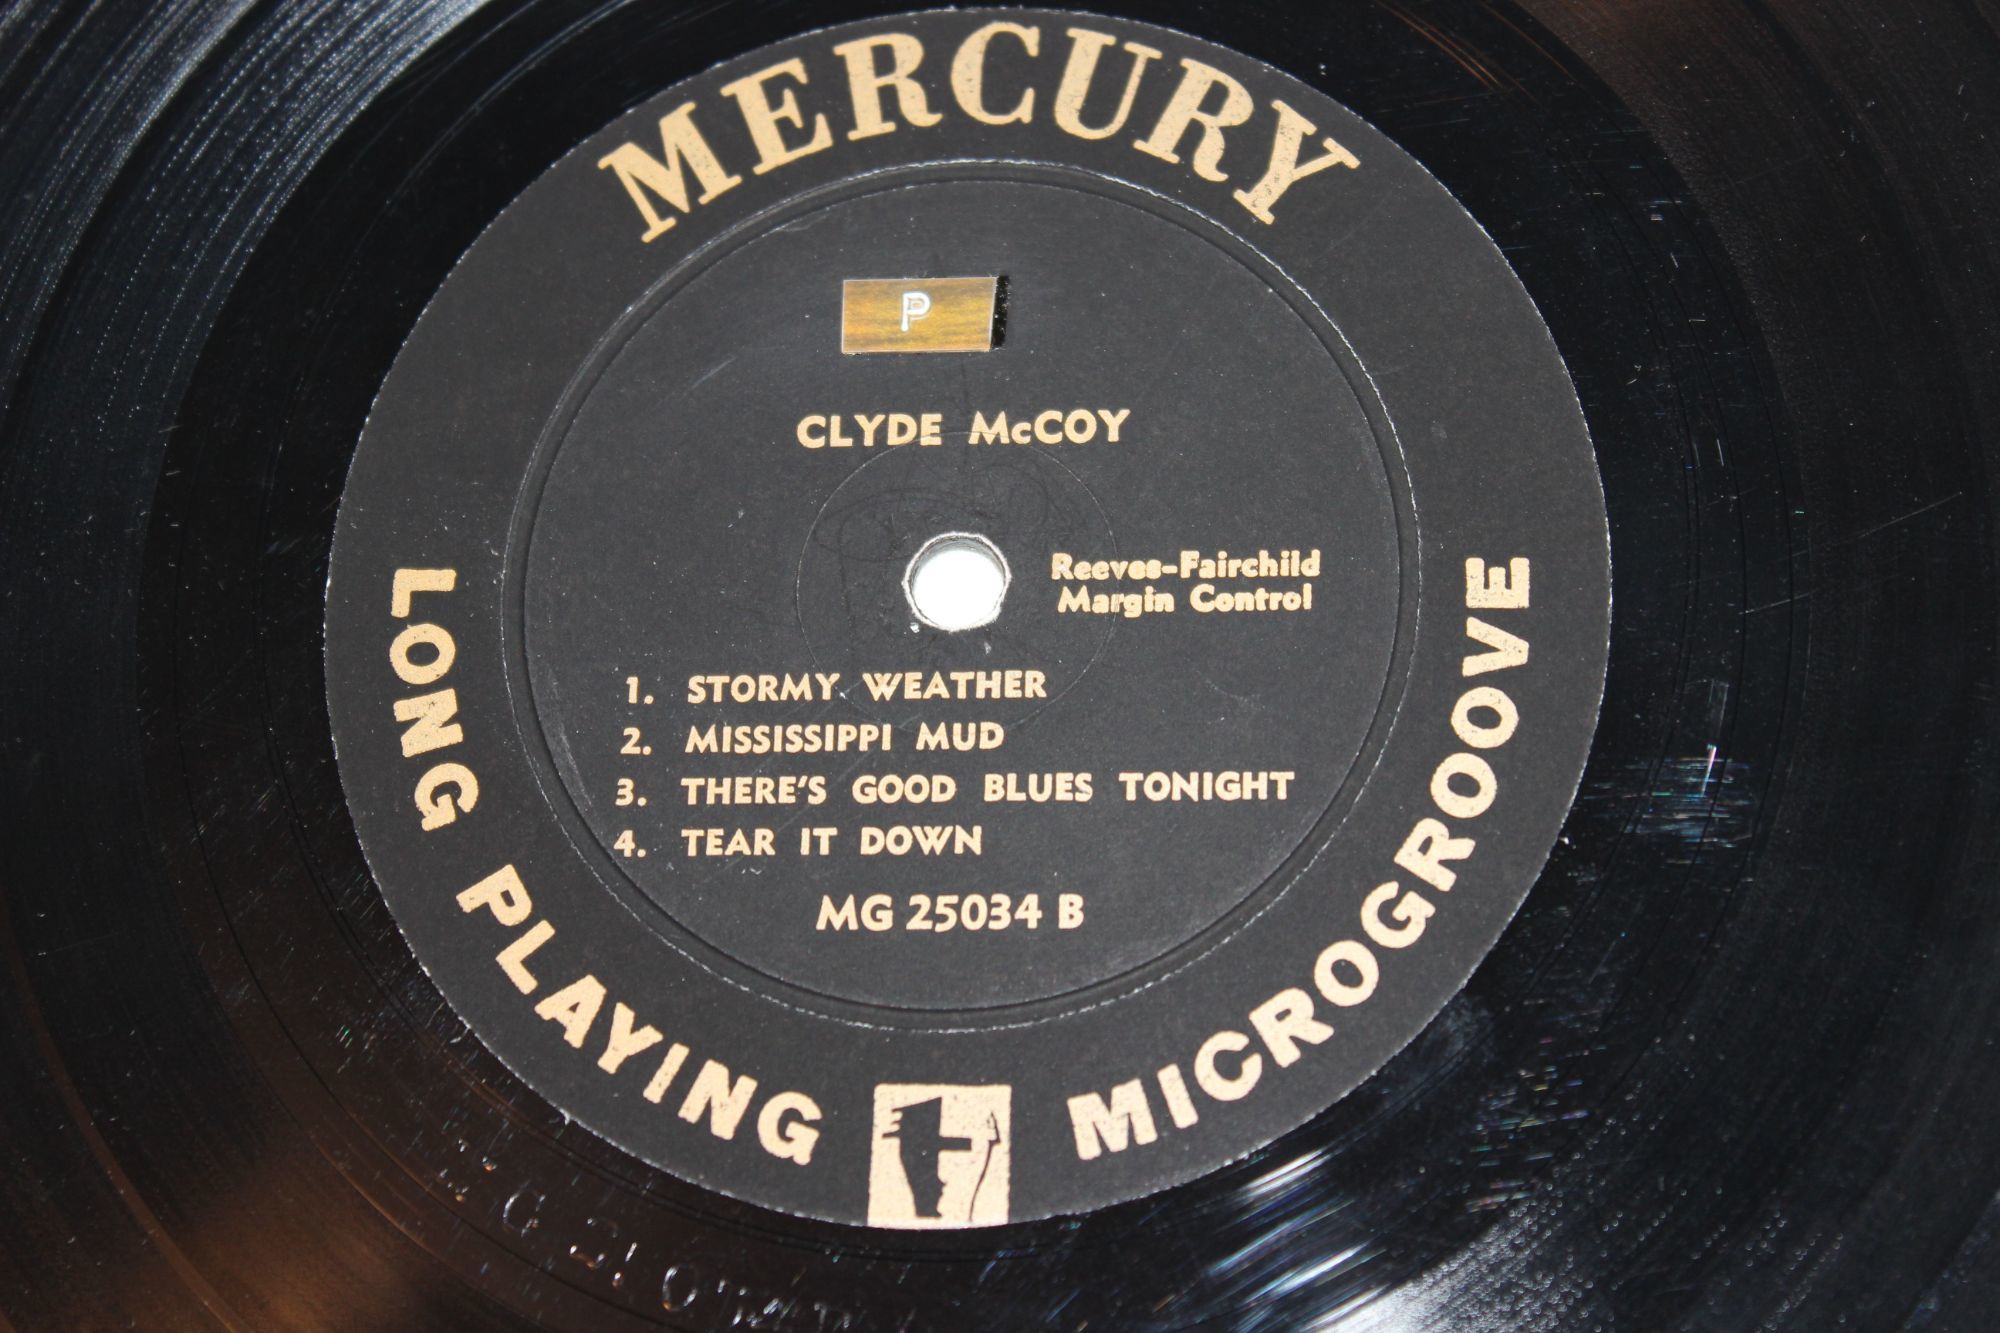 MERCURY
P
CLYDE McCOY
Reeves-Fairchild
Margin Control
1. STORMY WEATHER
2. MISSISSIPPI MUD
3. THERE'S GOOD BLUES TONIGHT
4. TEAR IT DOWN
MG 25034 B
LONG PLAYING MICROGROOVE